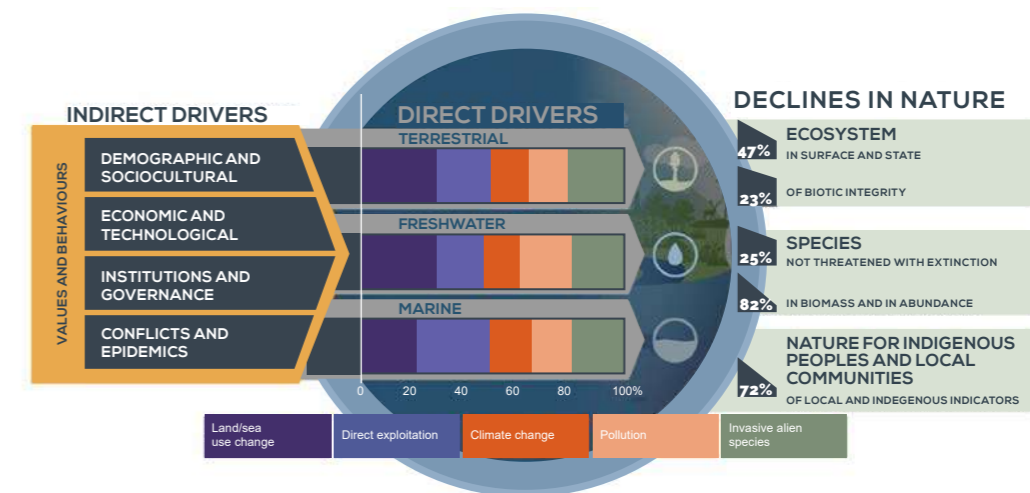 INDIRECT DRIVERS
VALUES AND BEHAVIOURS
DEMOGRAPHIC AND
SOCIOCULTURAL
ECONOMIC AND
TECHNOLOGICAL
INSTITUTIONS AND
GOVERNANCE
CONFLICTS AND
EPIDEMICS
DIRECT DRIVERS
TERRESTRIAL
FRESHWATER
MARINE
0 20 40 60 80 100%
Land/sea
use change
Direct exploitation
Climate change
Pollution
Invasive alien
species
DECLINES IN NATURE
ECOSYSTEM
47% IN SURFACE AND STATE
23% OF BIOTIC INTEGRITY
SPECIES
25% NOT THREATENED WITH EXTINCTION
82% IN BIOMASS AND IN ABUNDANCE
NATURE FOR INDIGENOUS
PEOPLES AND LOCAL
COMMUNITIES
72% OF LOCAL AND INDEGENOUS INDICATORS